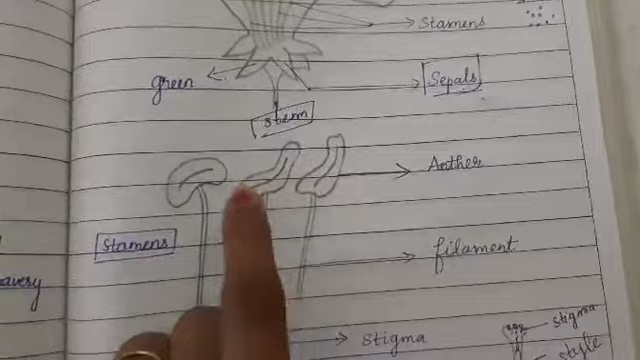 Stamens
green
Sepals
stem
Anther
Stamens
filament
stigma
stigma
style